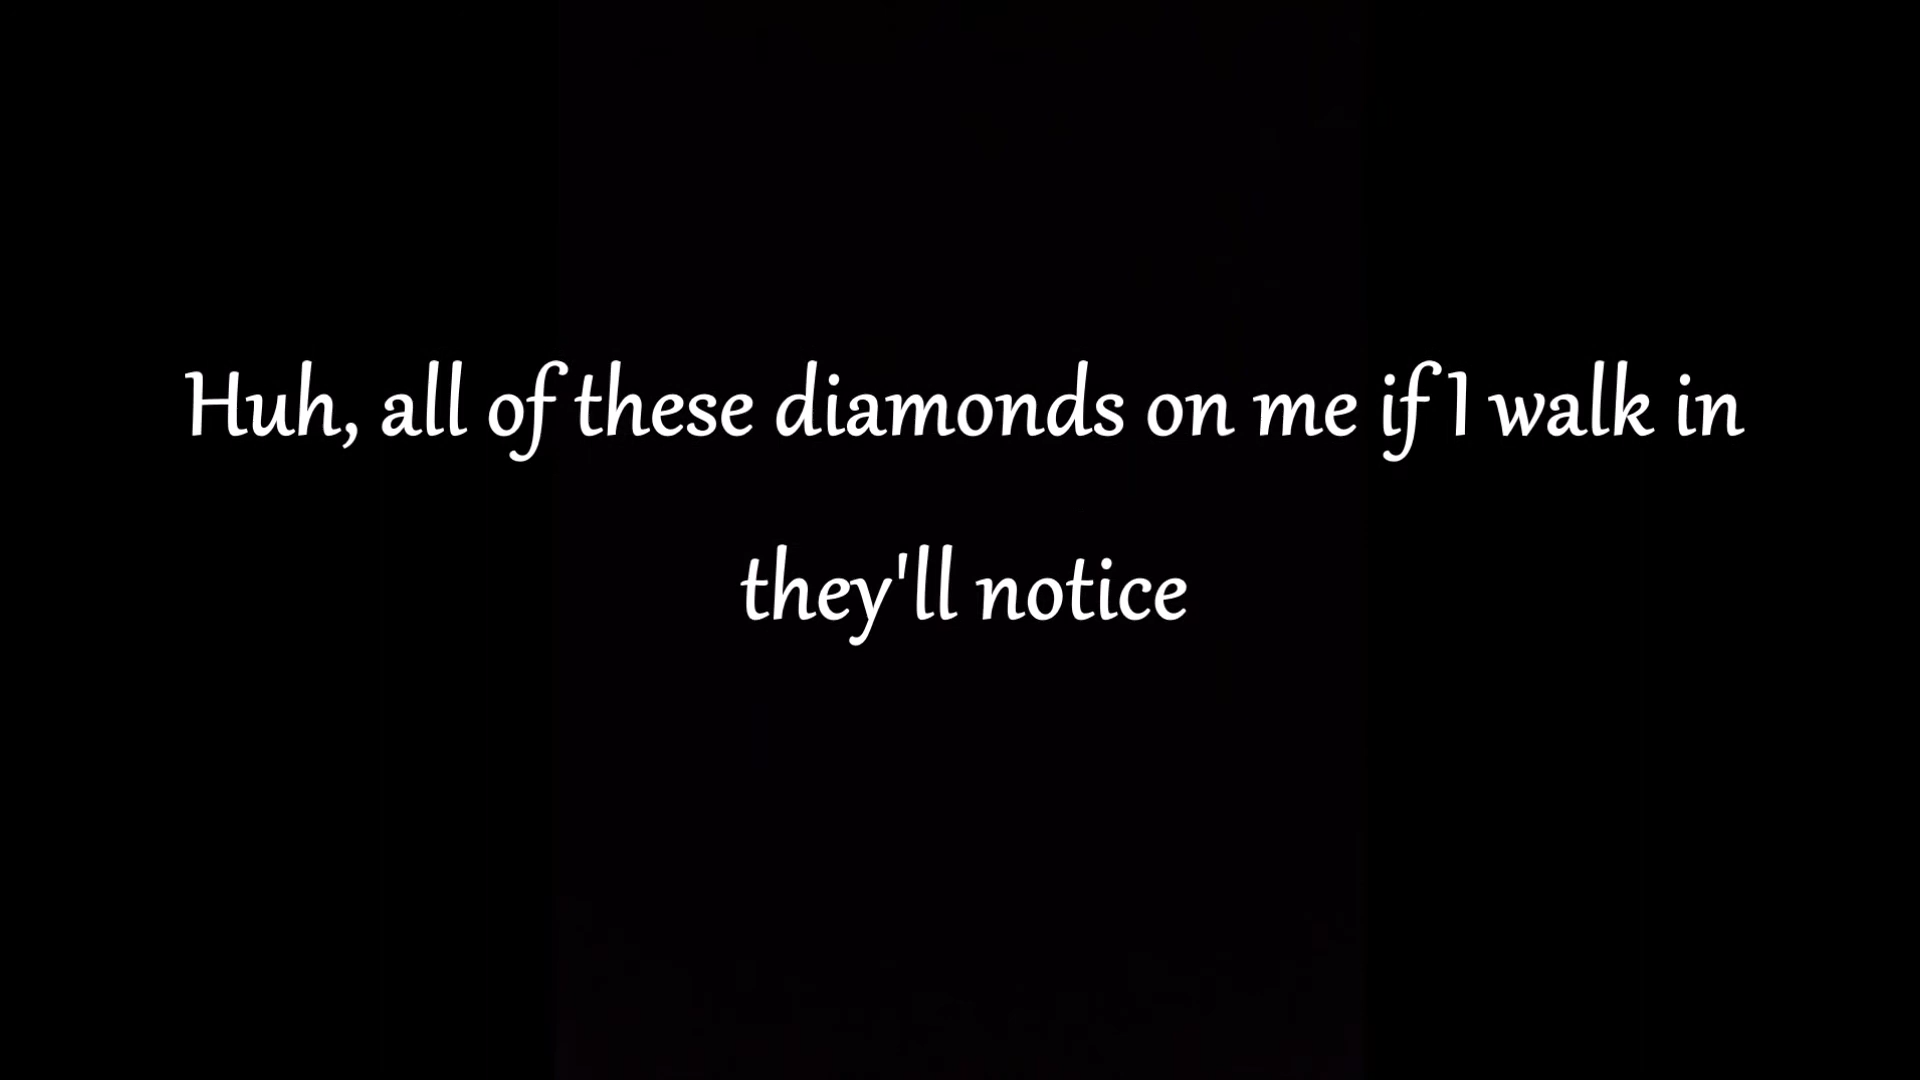 Huh, all of these diamonds on me if I walk in
they'll notice